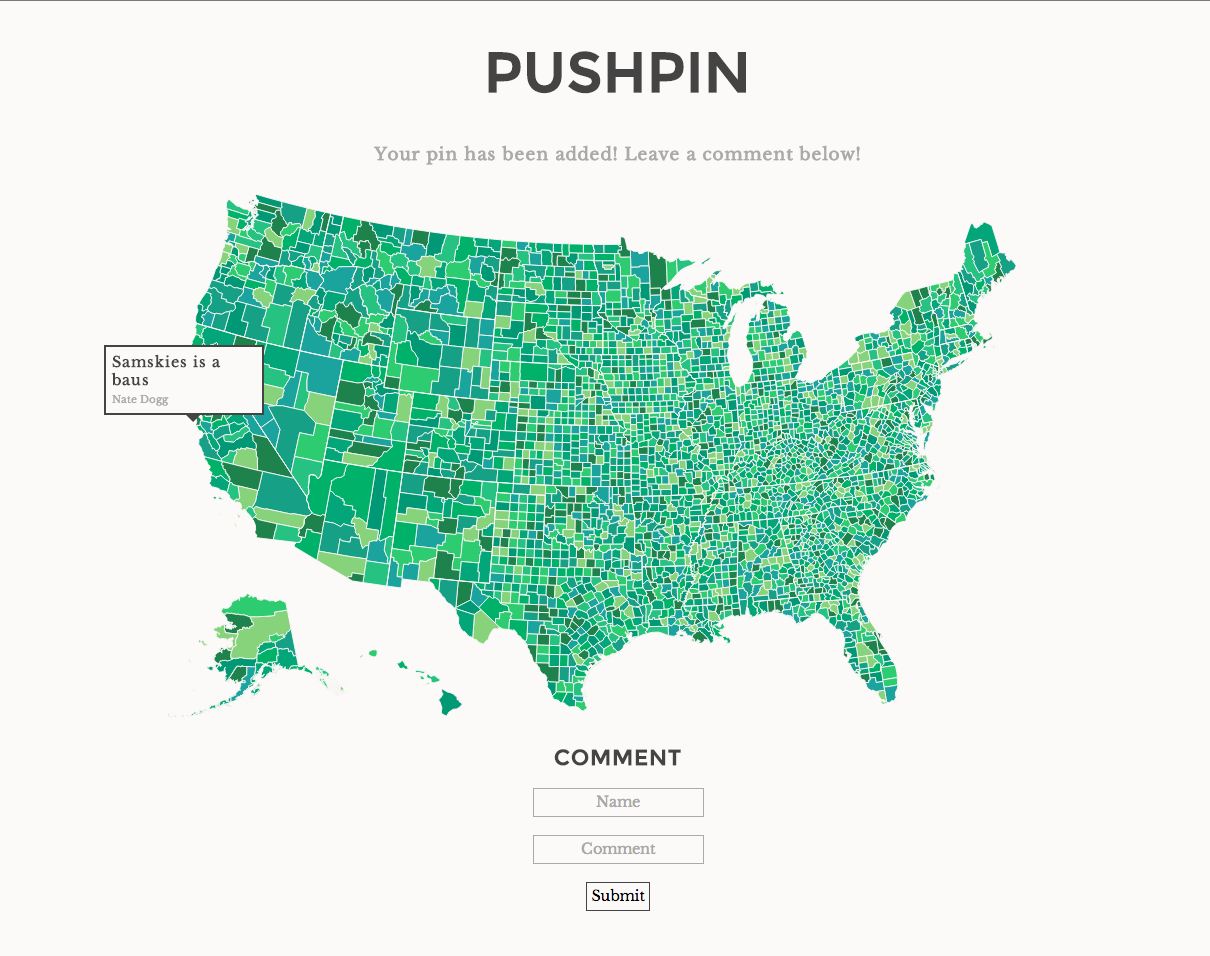 PUSHPIN
Your pin has been added! Leave a comment below!
Samskies is a
baus
Nate Dogg
COMMENT
Name
Comment
Submit